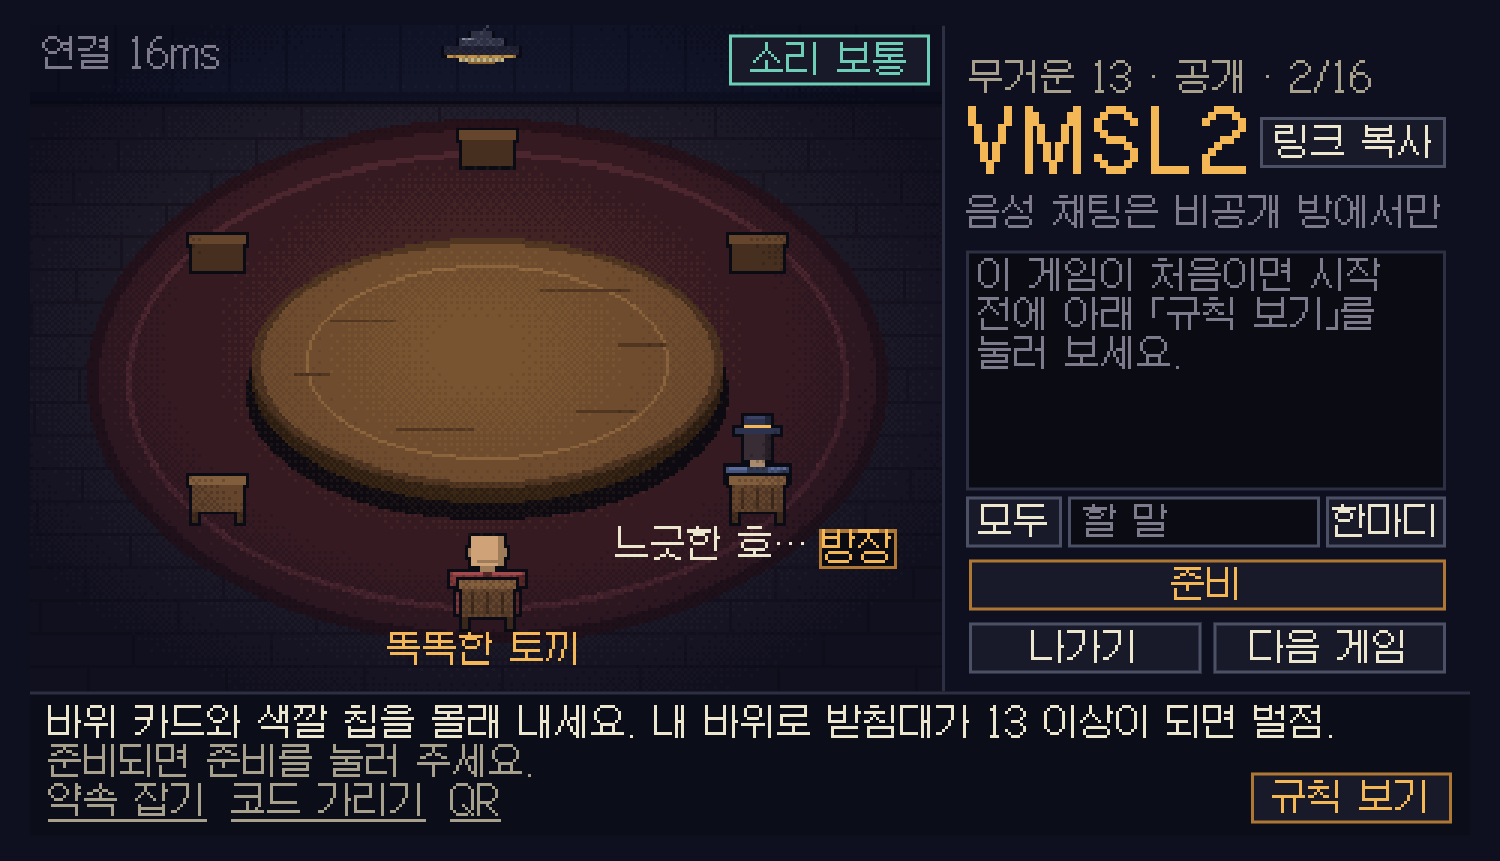 연결 16ms
소리 보통
무거운 13 · 공개 · 2/16
VMSL2
링크 복사
음성 채팅은 비공개 방에서만
이 게임이 처음이면 시작
전에 아래 「규칙 보기」를
눌러 보세요.
모두
할 말
한마디
준비
나가기
다음 게임
느긋한 호…
방장
똑똑한 토끼
바위 카드와 색깔 칩을 몰래 내세요. 내 바위로 받침대가 13 이상이 되면 벌점.
준비되면 준비를 눌러 주세요.
약속 잡기 코드 가리기 QR
규칙 보기